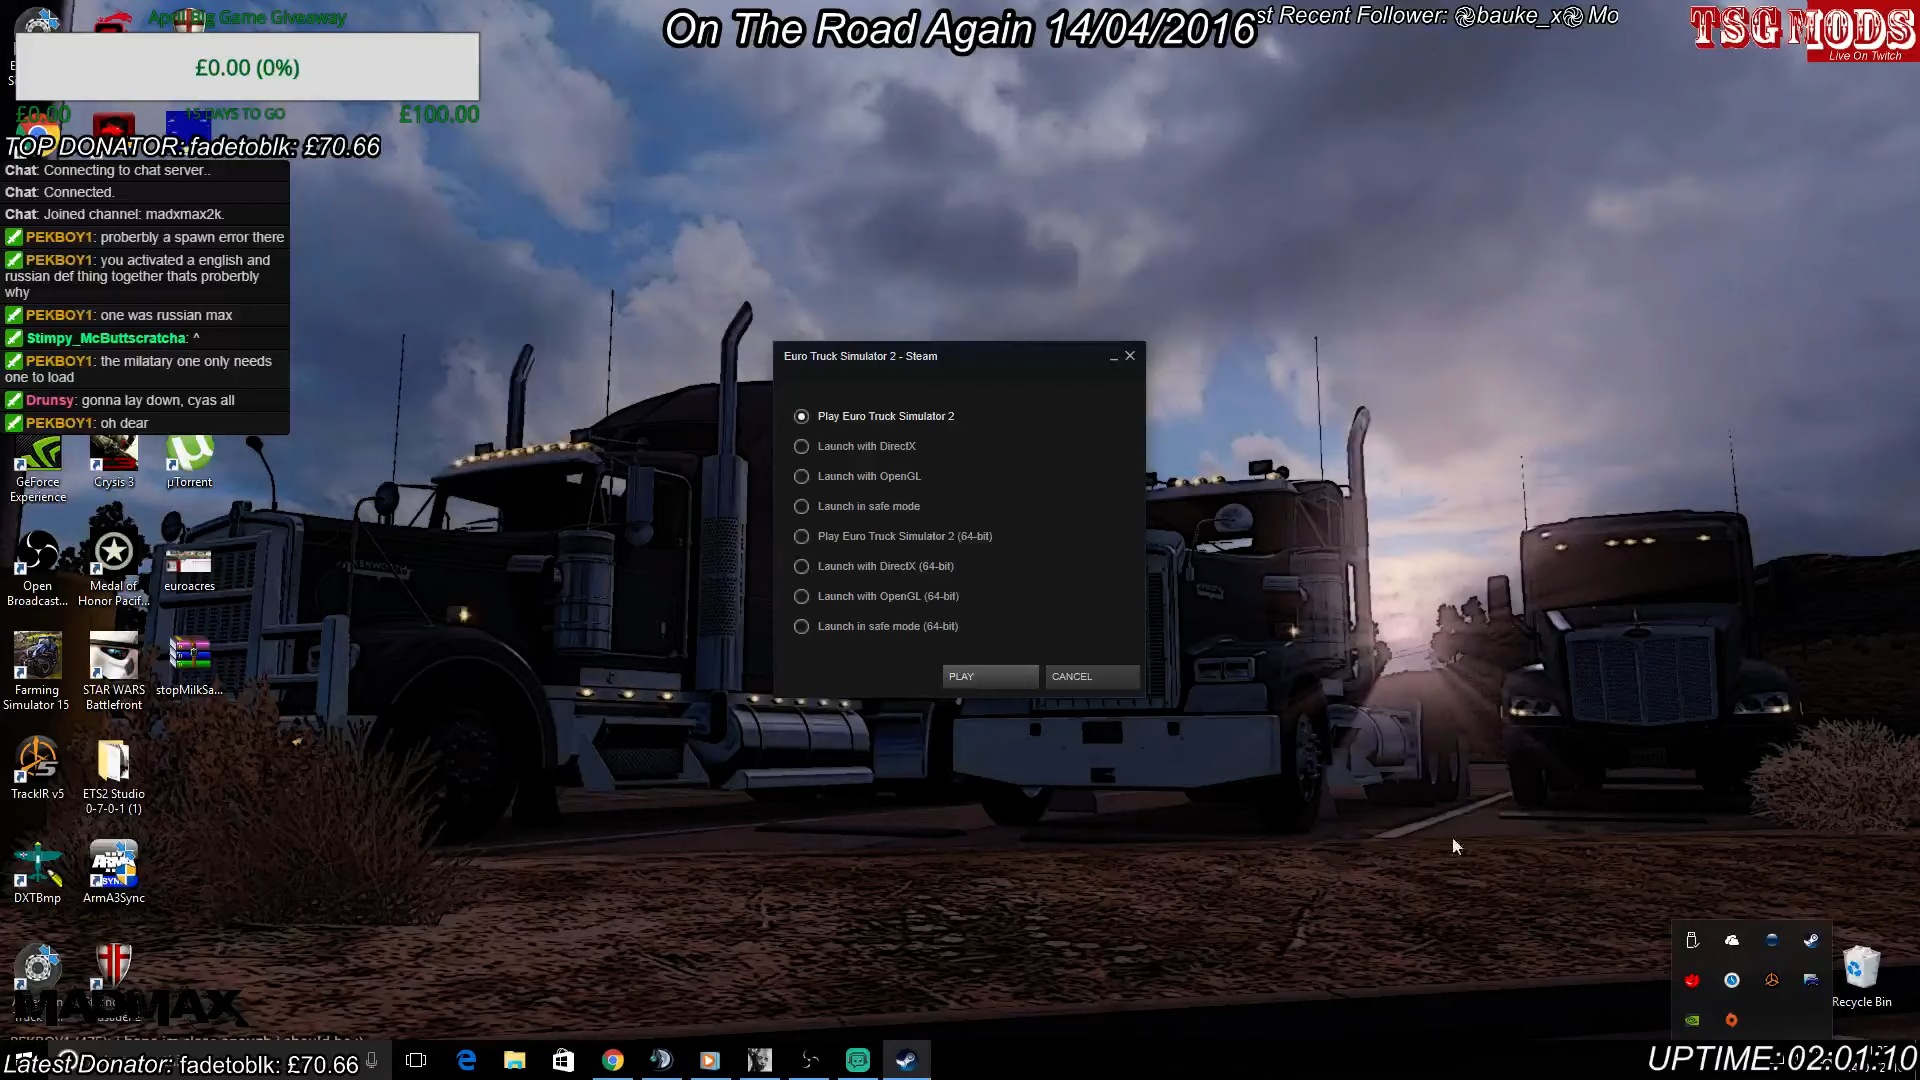 April Big Game Giveaway
£0.00 (0%)
£0.00
15 DAYS TO GO
£100.00
On The Road Again 14/04/2016
st Recent Follower: bauke_x Mo
TSG MODS
Live On Twitch
TOP DONATOR: fadetoblk: £70.66
Chat: Connecting to chat server..
Chat: Connected.
Chat: Joined channel: madxmax2k.
PEKBOY1: proberbly a spawn error there
PEKBOY1: you activated a english and
russian def thing together thats proberbly
why
PEKBOY1: one was russian max
Stimpy_McButtscratcha: ^
PEKBOY1: the milatary one only needs
one to load
Drunsy: gonna lay down, cyas all
PEKBOY1: oh dear
Euro Truck Simulator 2 - Steam
Play Euro Truck Simulator 2
Launch with DirectX
Launch with OpenGL
Launch in safe mode
Play Euro Truck Simulator 2 (64-bit)
Launch with DirectX (64-bit)
Launch with OpenGL (64-bit)
Launch in safe mode (64-bit)
PLAY
CANCEL
GeForce
Experience
Crysis 3
µTorrent
Open
Broadcast...
Medal of
Honor Pacif...
euroacres
Farming
Simulator 15
STAR WARS
Battlefront
stopMilkSa...
TrackIR v5
ETS2 Studio
0-7-0-1 (1)
DXTBmp
ArmA3Sync
MADMAX
Recycle Bin
Latest Donator: fadetoblk: £70.66
UPTIME: 02:01:10